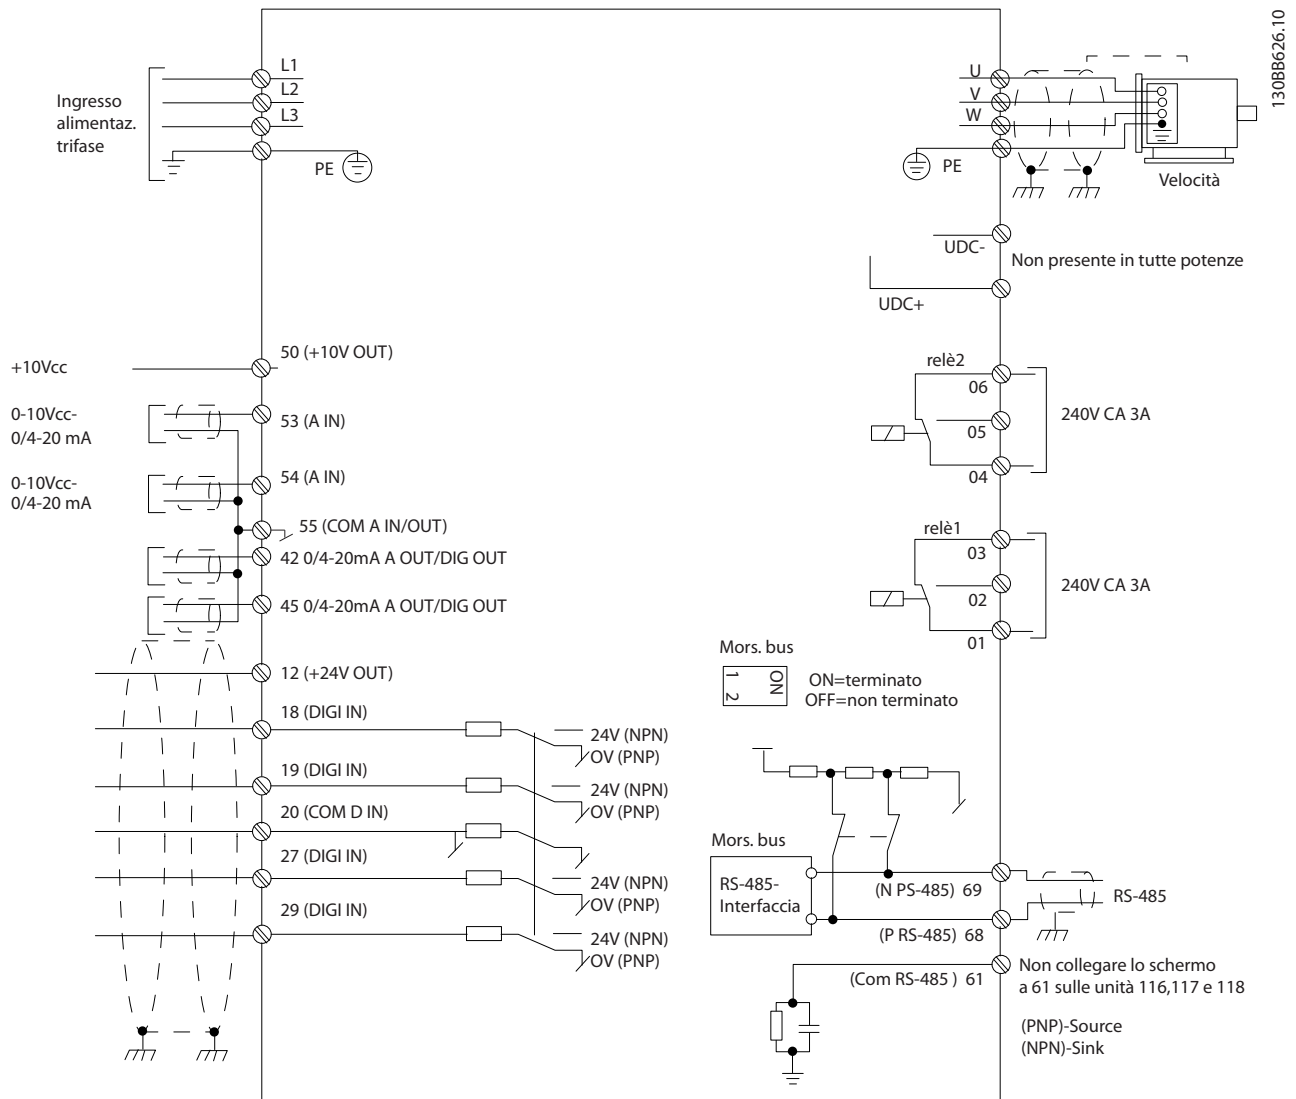 130BB626.10
Ingresso
alimentaz.
trifase
L1
L2
L3
PE
U
V
W
PE
Velocità
UDC-
Non presente in tutte potenze
UDC+
+10Vcc
50 (+10V OUT)
0-10Vcc-
0/4-20 mA
53 (A IN)
0-10Vcc-
0/4-20 mA
54 (A IN)
55 (COM A IN/OUT)
42 0/4-20mA A OUT/DIG OUT
45 0/4-20mA A OUT/DIG OUT
12 (+24V OUT)
18 (DIGI IN)
24V (NPN)
OV (PNP)
19 (DIGI IN)
24V (NPN)
OV (PNP)
20 (COM D IN)
27 (DIGI IN)
24V (NPN)
OV (PNP)
29 (DIGI IN)
24V (NPN)
OV (PNP)
relè2
06
05
04
240V CA 3A
relè1
03
02
01
240V CA 3A
Mors. bus
1
2
ON
ON=terminato
OFF=non terminato
Mors. bus
RS-485-
Interfaccia
(N PS-485) 69
RS-485
(P RS-485) 68
(Com RS-485 ) 61
Non collegare lo schermo
a 61 sulle unità 116,117 e 118
(PNP)-Source
(NPN)-Sink